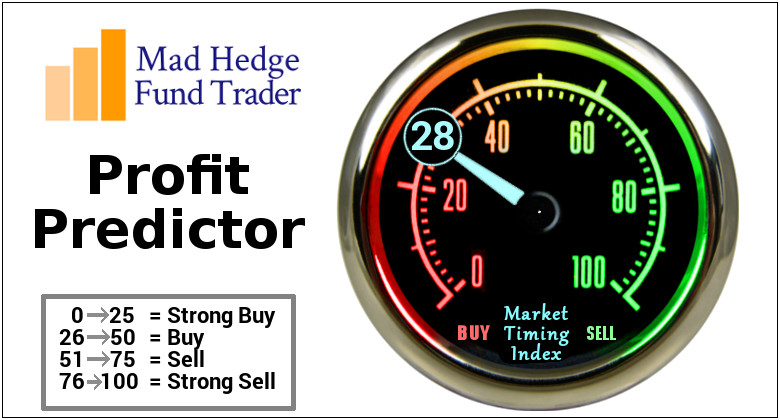 Mad Hedge
Fund Trader
Profit
Predictor
0→25 = Strong Buy
26→50 = Buy
51→75 = Sell
76→100 = Strong Sell
28
40
60
20
80
0
100
BUY
Market
Timing
Index
SELL